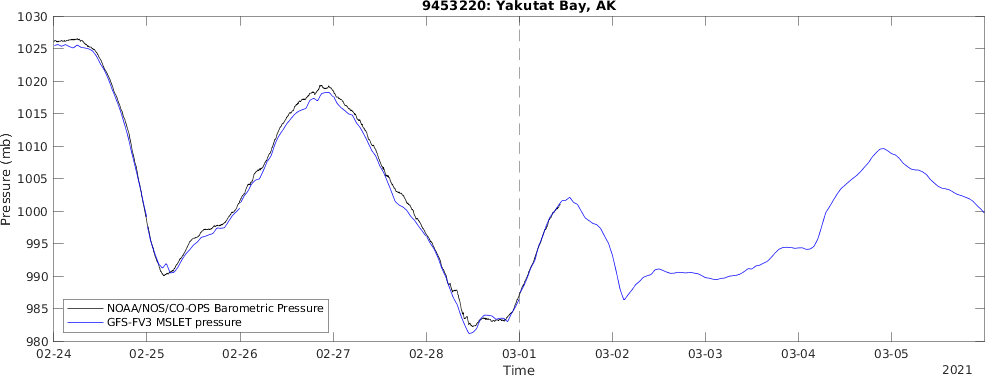 9453220: Yakutat Bay, AK
Pressure (mb)
1030
1025
1020
1015
1010
1005
1000
995
990
985
980
NOAA/NOS/CO-OPS Barometric Pressure
GFS-FV3 MSLET pressure
02-24 02-25 02-26 02-27 02-28 03-01 03-02 03-03 03-04 03-05
Time
2021